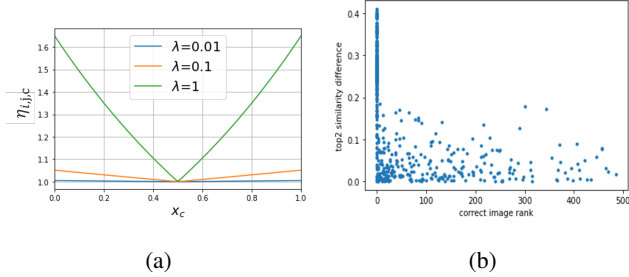 1.6
1.5
1.4
1.3
1.2
1.1
1.0
η i,j,c
λ=0.01
λ=0.1
λ=1
0.0 0.2 0.4 0.6 0.8 1.0
x c
(a)
0.4
0.3
0.2
0.1
0.0
top2 similarity difference
0 100 200 300 400 500
correct image rank
(b)